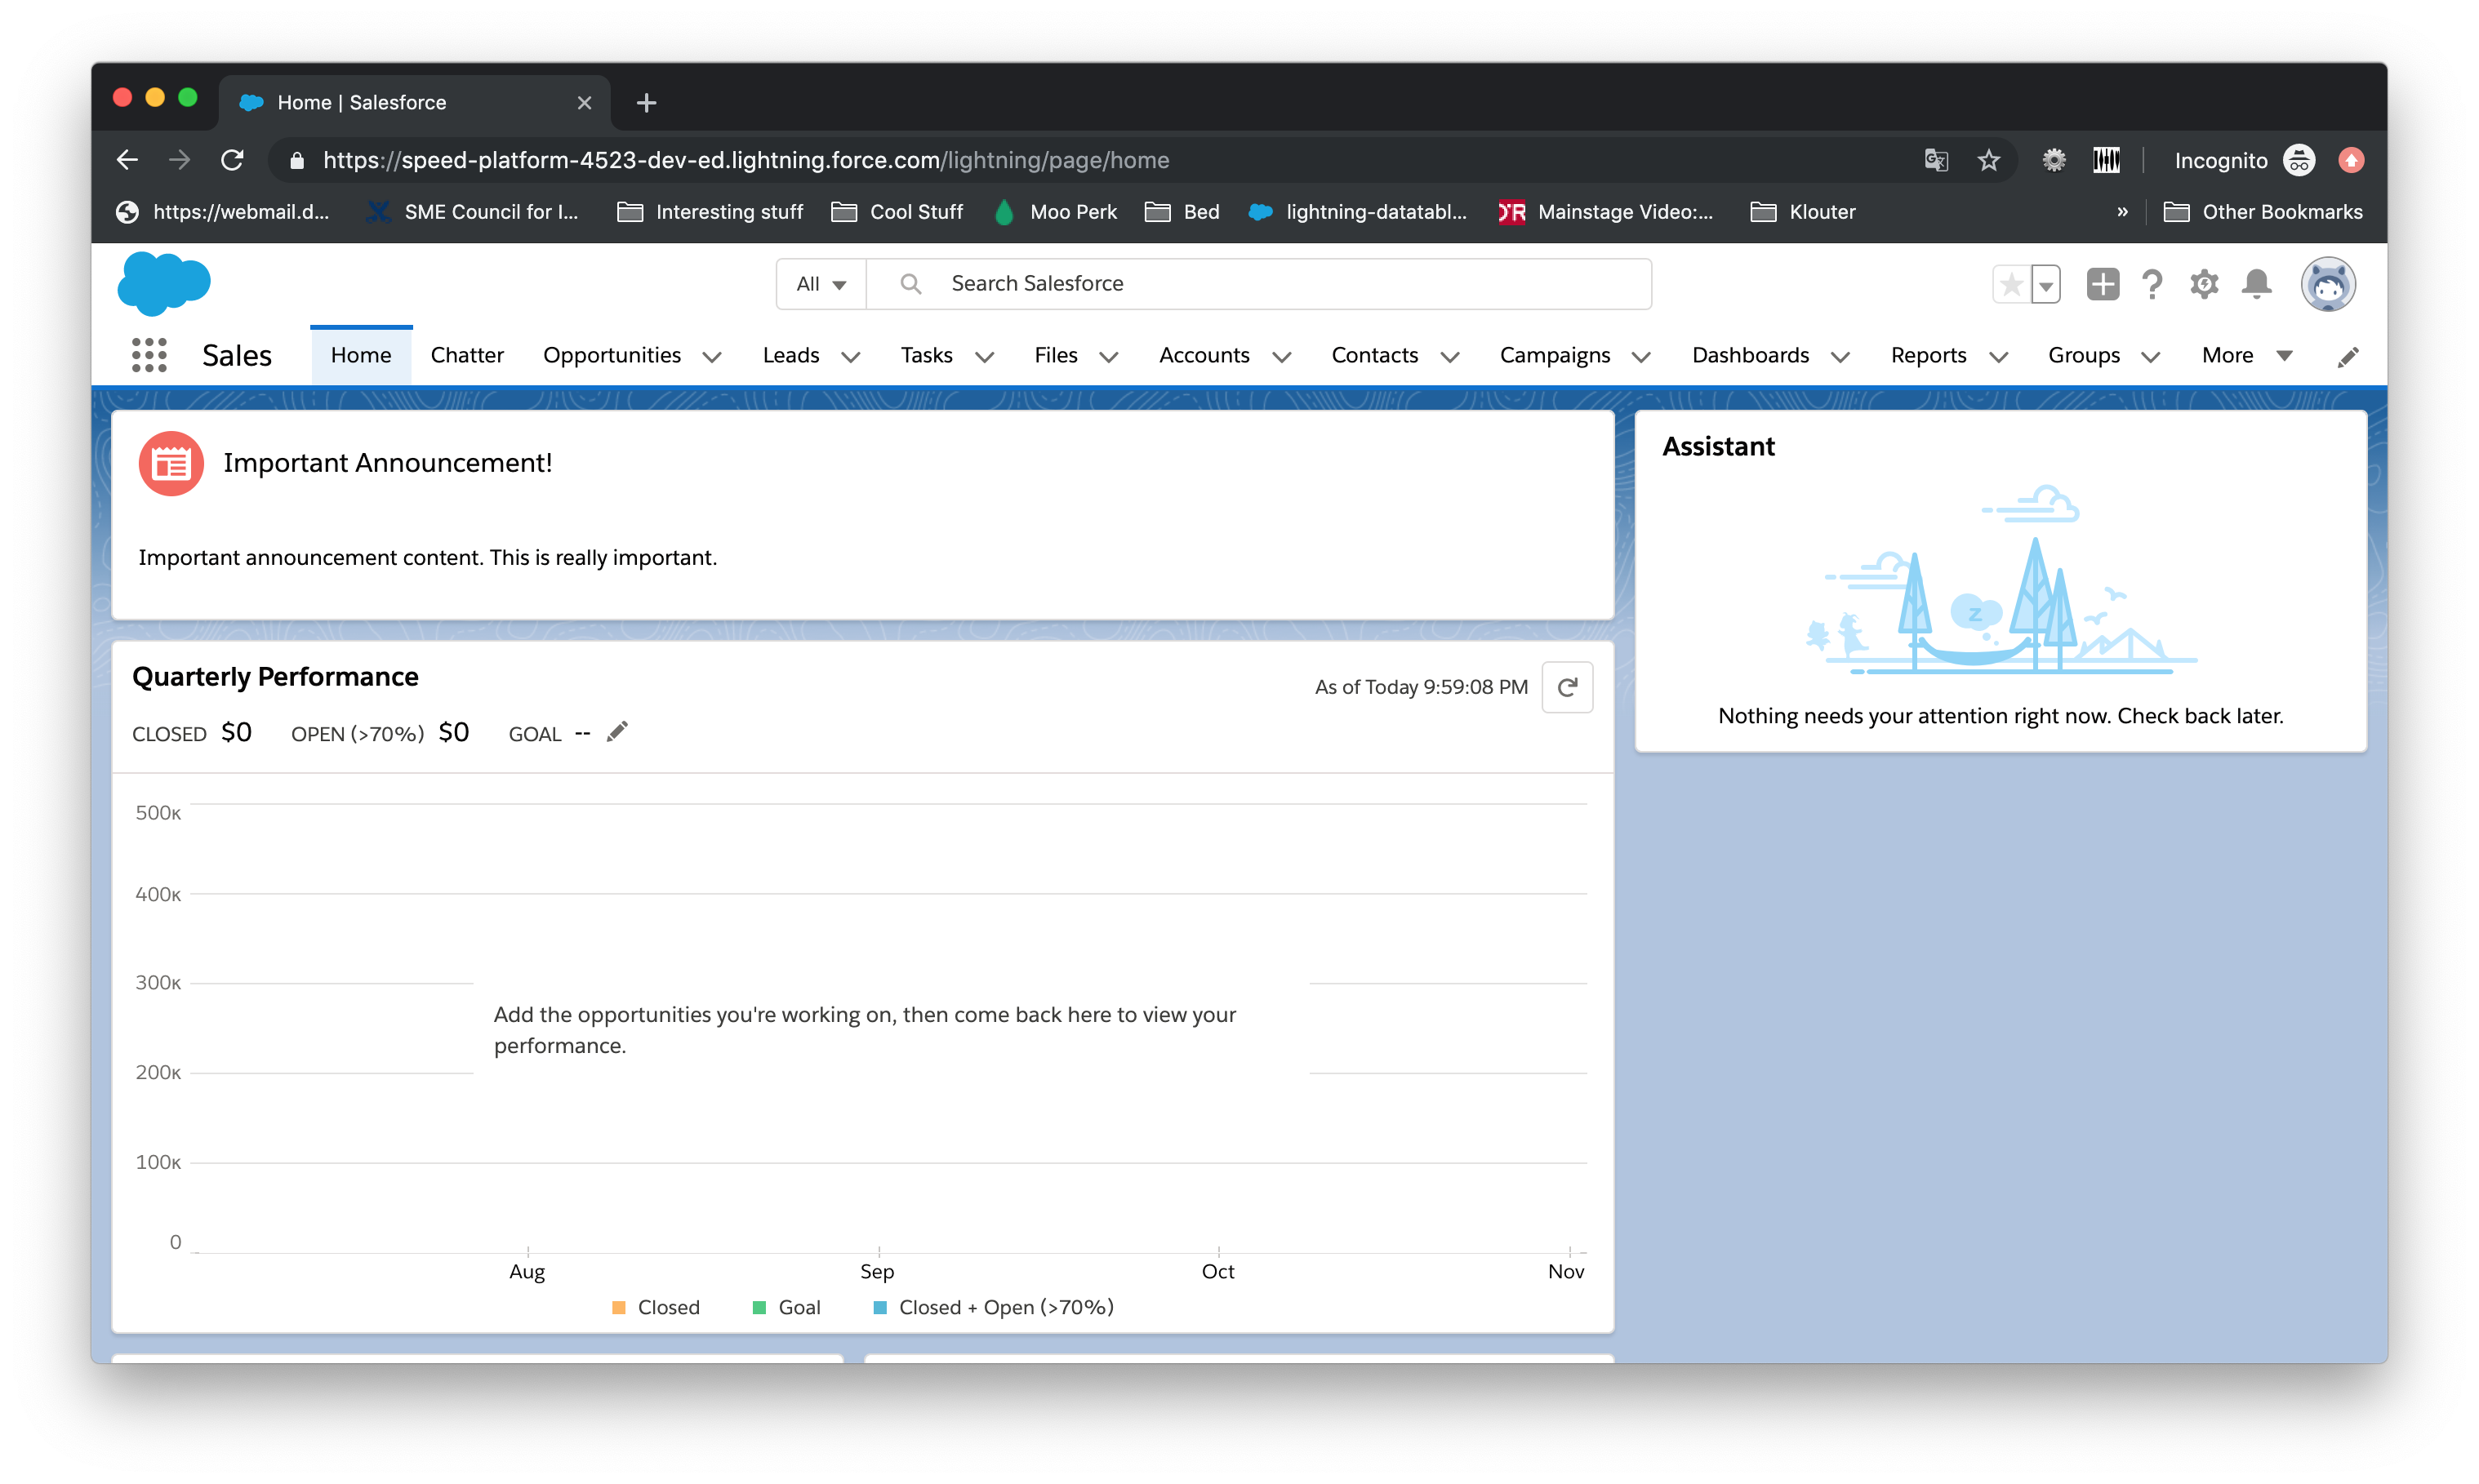 Home | Salesforce
https://speed-platform-4523-dev-ed.lightning.force.com/lightning/page/home
Incognito
https://webmail.d... SME Council for I... Interesting stuff Cool Stuff Moo Perk Bed lightning-datatabl... Mainstage Video:... Klouter » Other Bookmarks
All Search Salesforce
Sales Home Chatter Opportunities Leads Tasks Files Accounts Contacts Campaigns Dashboards Reports Groups More
Important Announcement!
Important announcement content. This is really important.
Assistant
z
Nothing needs your attention right now. Check back later.
Quarterly Performance
As of Today 9:59:08 PM
CLOSED $0 OPEN (>70%) $0 GOAL --
500K
400K
300K
Add the opportunities you're working on, then come back here to view your
performance.
200K
100K
0
Aug Sep Oct Nov
Closed Goal Closed + Open (>70%)